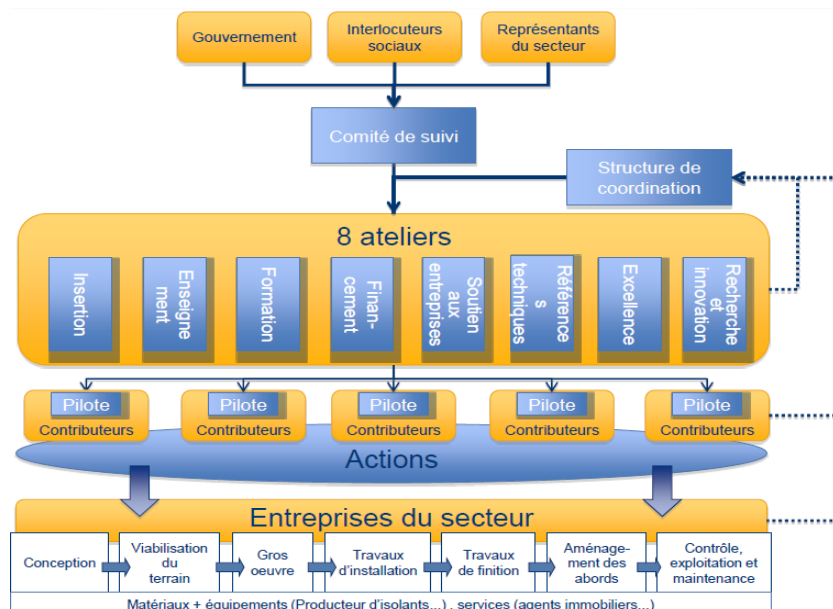 Gouvernement
Interlocuteurs
sociaux
Représentants
du secteur
Comité de suivi
Structure de
coordination
8 ateliers
Insertion
Enseigne
ment
Formation
Finan-
cement
Soutien
aux
entreprises
Référence
s
techniques
Excellence
Recherche
et
innovation
Pilote
Contributeurs
Pilote
Contributeurs
Pilote
Contributeurs
Pilote
Contributeurs
Pilote
Contributeurs
Actions
Entreprises du secteur
Conception
Viabilisation
du
terrain
Gros
oeuvre
Travaux
d'installation
Travaux
de finition
Aménage-
ment des
abords
Contrôle,
exploitation et
maintenance
Matériaux + équipements (Producteur d'isolants...) , services (agents immobiliers...)